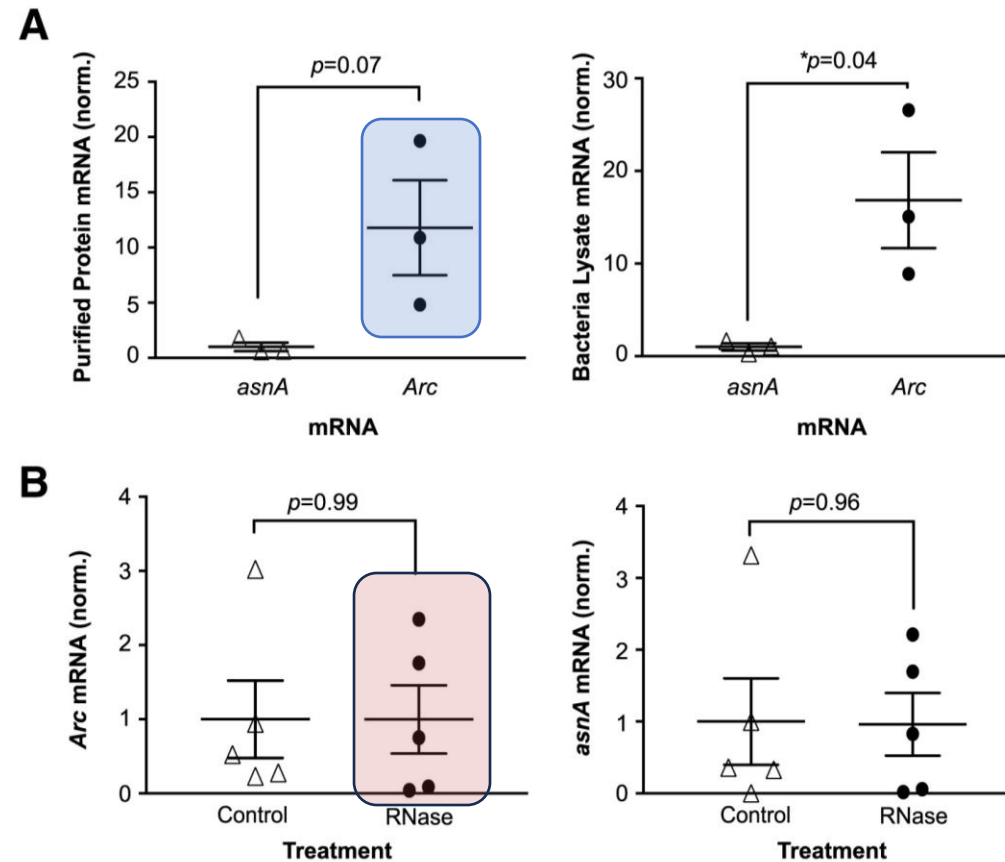 A
Purified Protein mRNA (norm.)
25
20
15
10
5
0
p=0.07
asnA
Arc
mRNA
Bacteria Lysate mRNA (norm.)
30
20
10
0
*p=0.04
asnA
Arc
mRNA
B
Arc mRNA (norm.)
4
3
2
1
0
p=0.99
Control
RNase
Treatment
asnA mRNA (norm.)
4
3
2
1
0
p=0.96
Control
RNase
Treatment